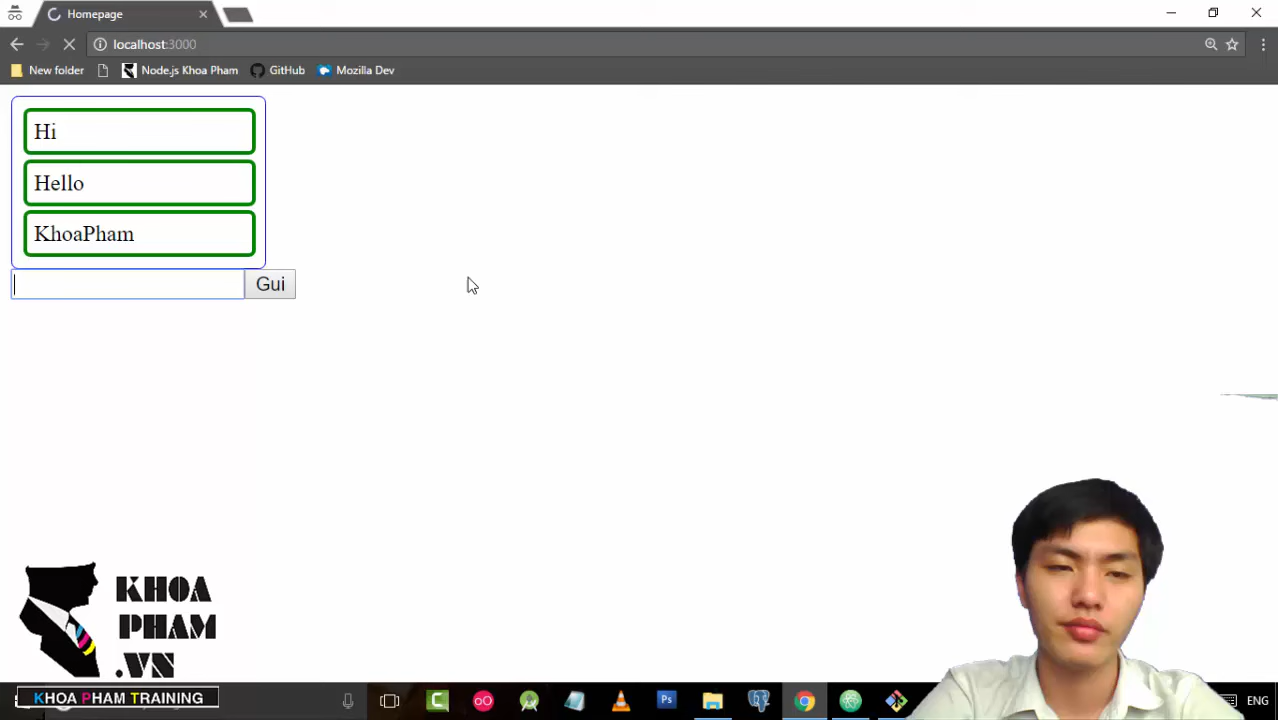 Homepage
localhost:3000
New folder
Node.js Khoa Pham
GitHub
Mozilla Dev
Hi
Hello
KhoaPham
Gui
KHOA
PHAM
.VN
KHOA PHAM TRAINING
Ps
ENG